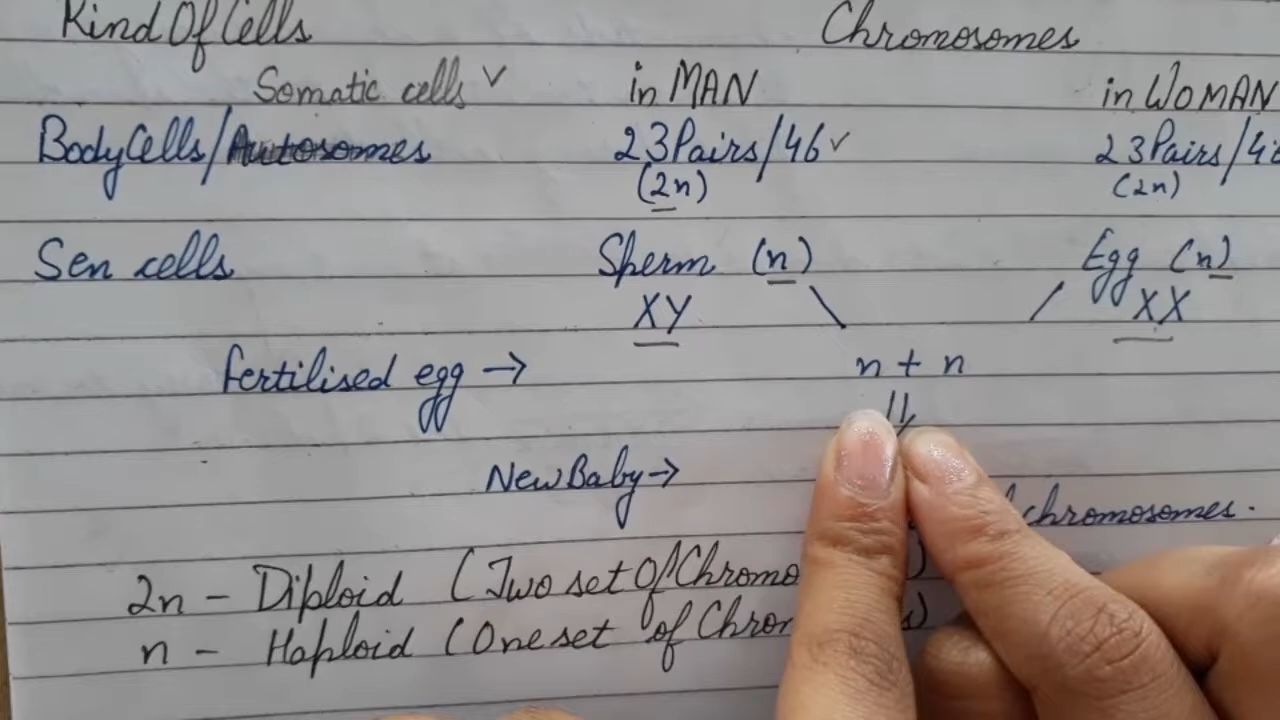 Kind Of Cells Chromosomes
Somatic cells ✓ in MAN in WOMAN
Body Cells/Autosomes 23 Pairs/46 ✓ 23 Pairs/46
(2n) (2n)
Sen cells Sperm (n) Egg (n)
XY XX
fertilised egg → n + n
New Baby → chromosomes.
2n - Diploid (Two set Of Chromo )
n - Haploid (One set of Chrom s)